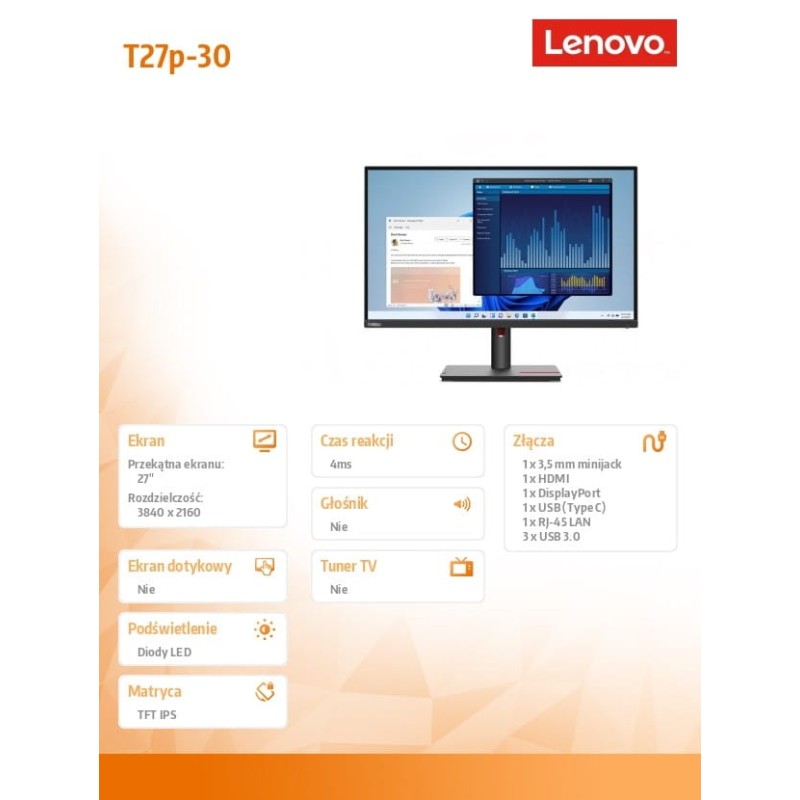 T27p-30
Lenovo
Ekran
Przekątna ekranu:
27"
Rozdzielczość:
3840 x 2160
Ekran dotykowy
Nie
Podświetlenie
Diody LED
Matryca
TFT IPS
Czas reakcji
4ms
Głośnik
Nie
Tuner TV
Nie
Złącza
1 x 3,5 mm minijack
1 x HDMI
1 x DisplayPort
1 x USB (Type C)
1 x RJ-45 LAN
3 x USB 3.0